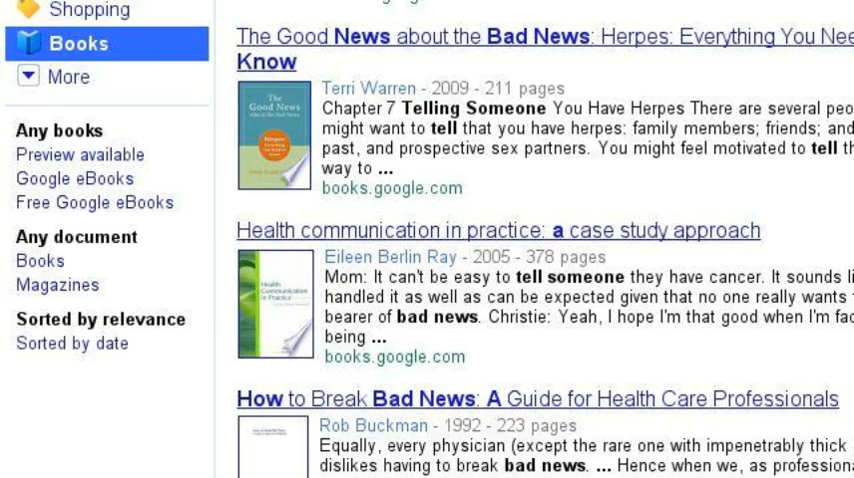 Shopping
Books
More
Any books
Preview available
Google eBooks
Free Google eBooks
Any document
Books
Magazines
Sorted by relevance
Sorted by date
The Good News about the Bad News: Herpes: Everything You Nee
Know
Terri Warren - 2009 - 211 pages
Chapter 7 Telling Someone You Have Herpes There are several peo
might want to tell that you have herpes: family members; friends; and
past, and prospective sex partners. You might feel motivated to tell th
way to ...
books.google.com
The
Good News
Health communication in practice: a case study approach
Eileen Berlin Ray - 2005 - 378 pages
Mom: It can't be easy to tell someone they have cancer. It sounds li
handled it as well as can be expected given that no one really wants
bearer of bad news. Christie: Yeah, I hope I'm that good when I'm fac
being ...
books.google.com
Health
Communication
in Practice
How to Break Bad News: A Guide for Health Care Professionals
Rob Buckman - 1992 - 223 pages
Equally, every physician (except the rare one with impenetrably thick
dislikes having to break bad news. ... Hence when we, as professiona